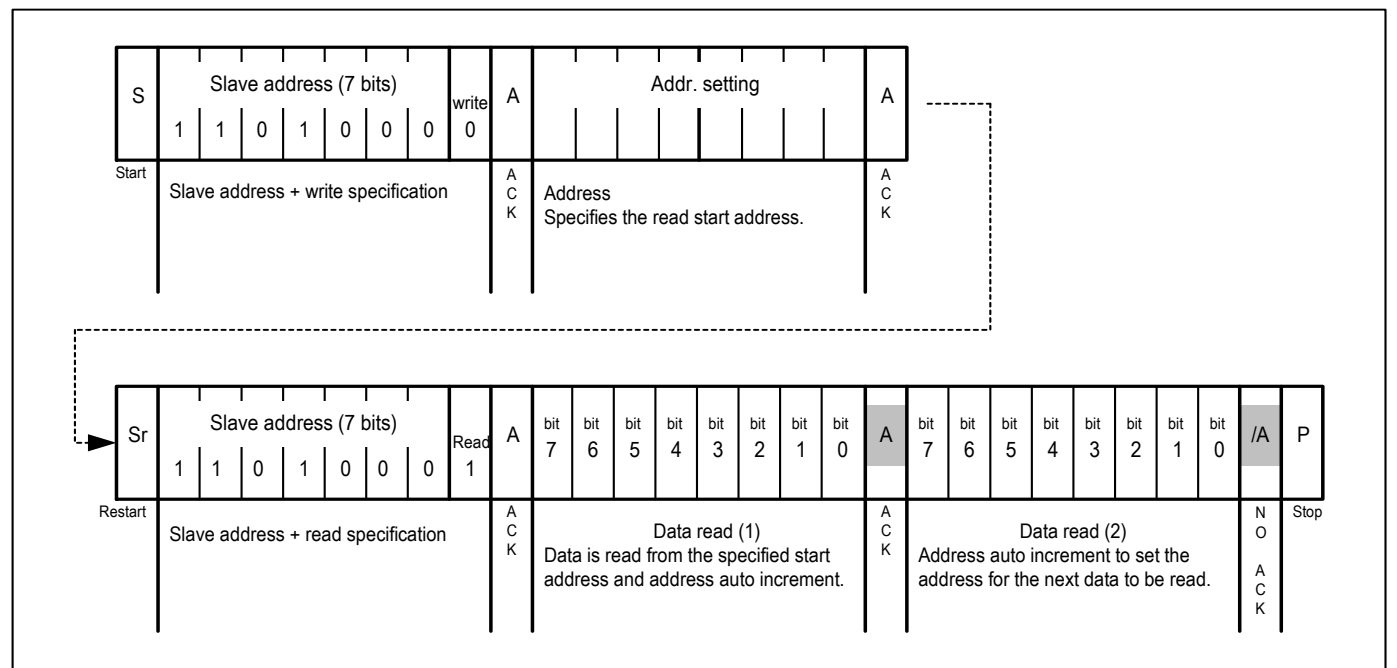 S Slave address (7 bits) write A Addr. setting A
1 1 0 1 0 0 0 0
Start
Slave address + write specification
A C K
Address
Specifies the read start address.
A C K
Sr Slave address (7 bits) Read A bit 7 bit 6 bit 5 bit 4 bit 3 bit 2 bit 1 bit 0 A bit 7 bit 6 bit 5 bit 4 bit 3 bit 2 bit 1 bit 0 /A P
1 1 0 1 0 0 0 1
Restart
Slave address + read specification
A C K
Data read (1)
Data is read from the specified start
address and address auto increment.
A C K
Data read (2)
Address auto increment to set the
address for the next data to be read.
N O A C K
Stop